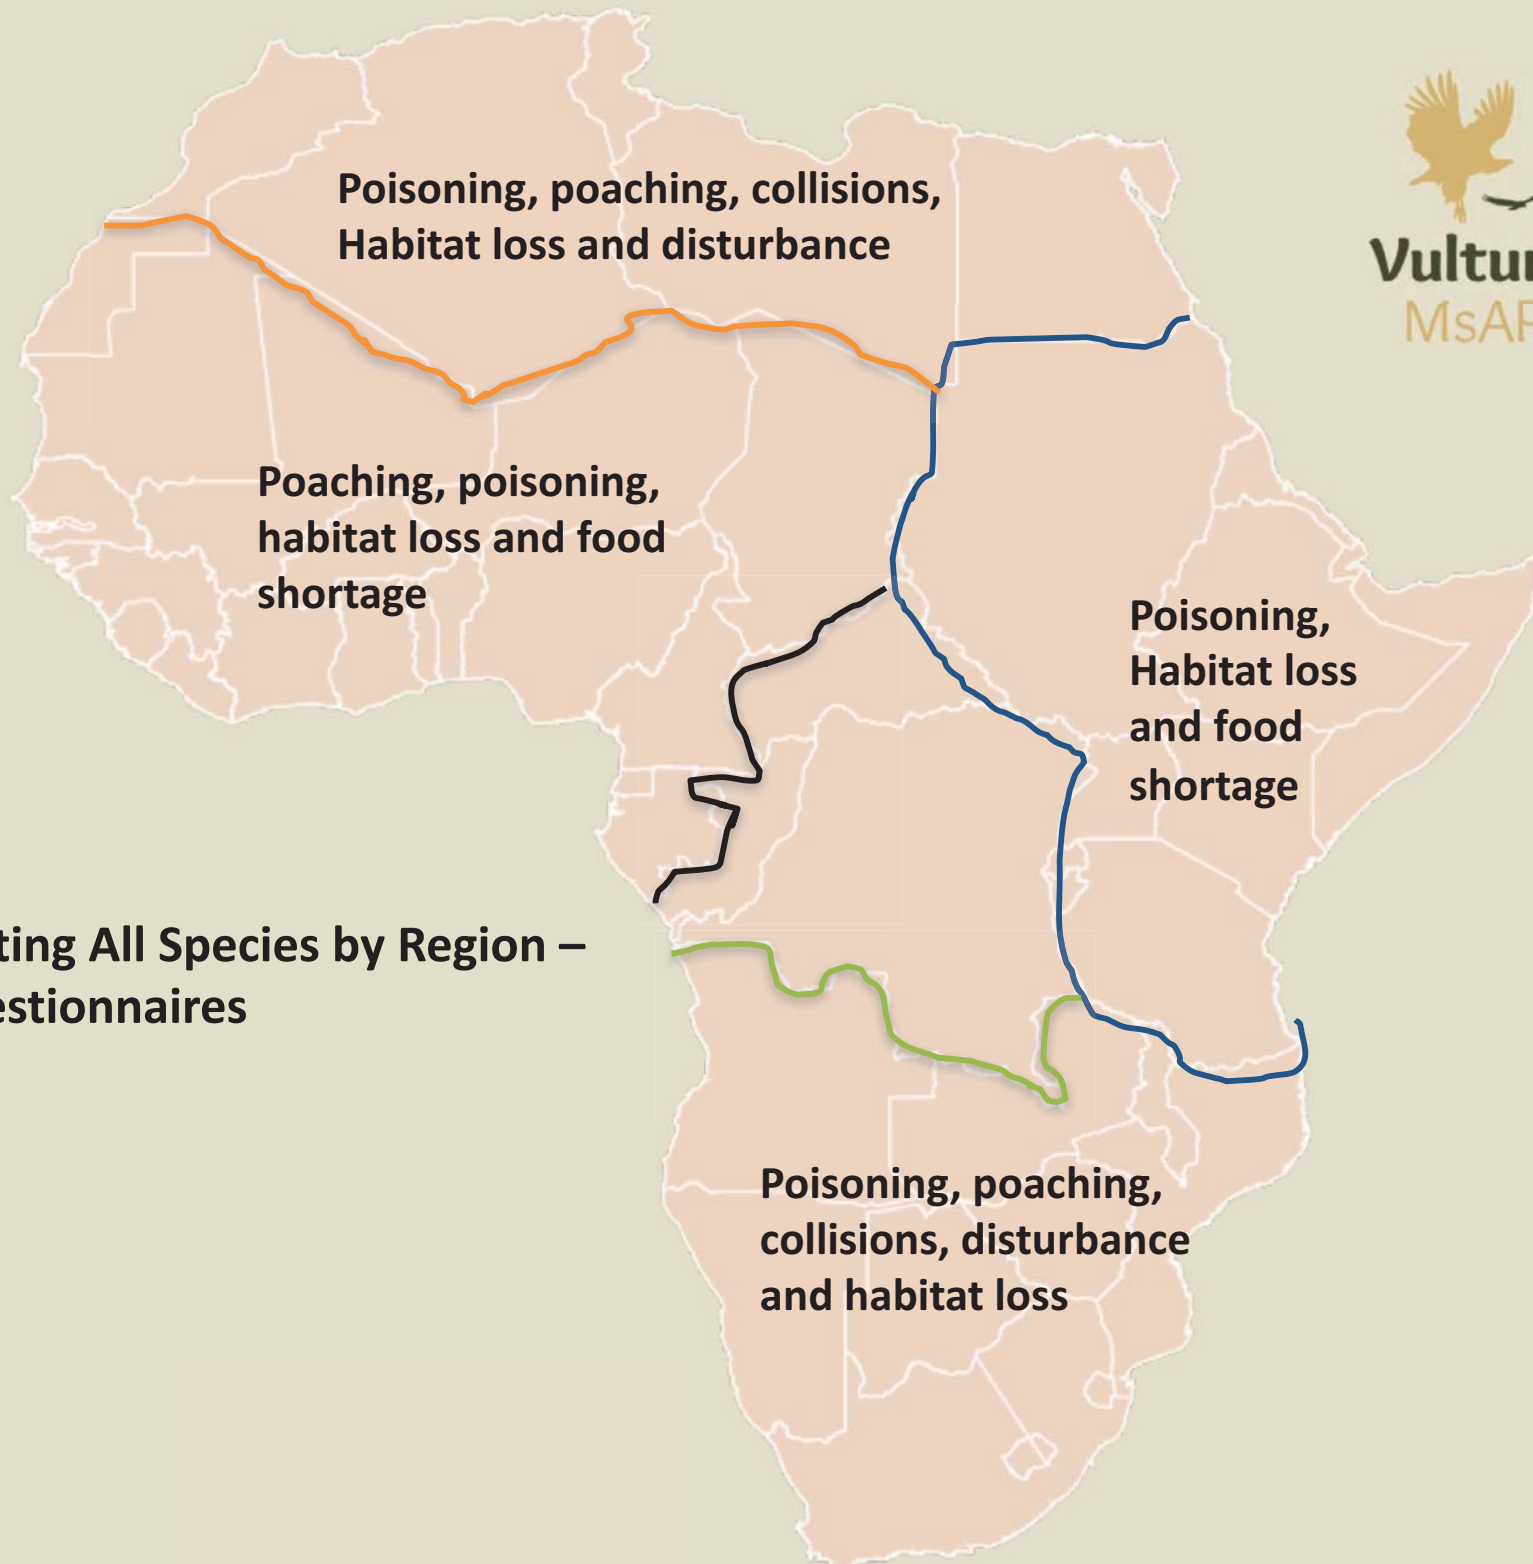 Poisoning, poaching, collisions,
Habitat loss and disturbance
Vultur
MsAP
Poaching, poisoning,
habitat loss and food
shortage
Poisoning,
Habitat loss
and food
shortage
ting All Species by Region –
estionnaires
Poisoning, poaching,
collisions, disturbance
and habitat loss